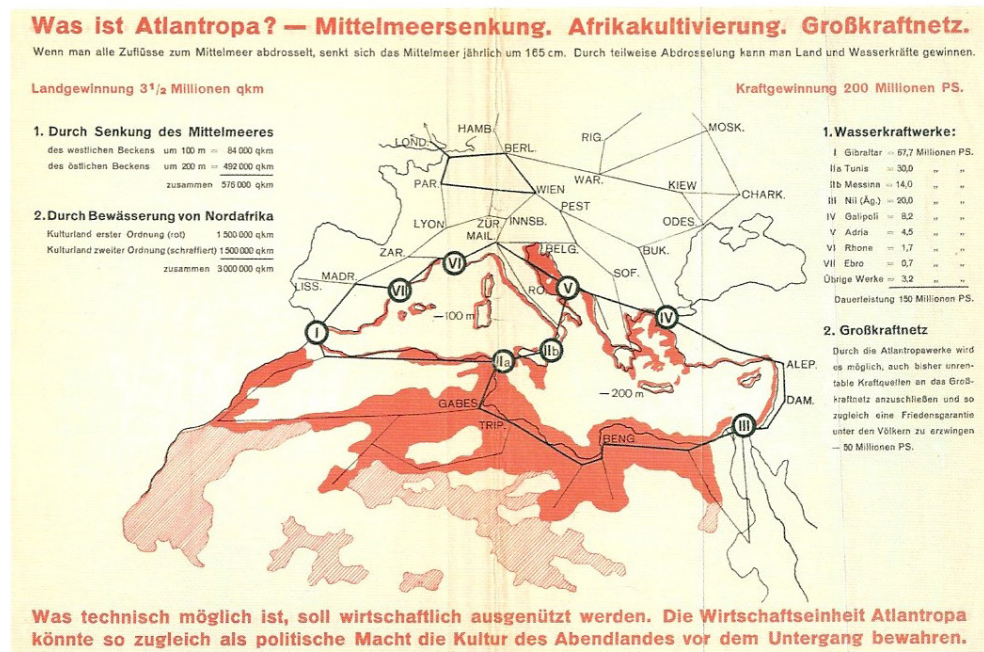 Was ist Atlantropa? — Mittelmeersenkung. Afrikakultivierung. Großkraftnetz.
Wenn man alle Zuflüsse zum Mittelmeer abdrosselt, senkt sich das Mittelmeer jährlich um 165 cm. Durch teilweise Abdrosselung kann man Land und Wasserkräfte gewinnen.
Landgewinnung 3 1/2 Millionen qkm
Kraftgewinnung 200 Millionen PS.
1. Durch Senkung des Mittelmeeres
des westlichen Beckens um 100 m = 84 000 qkm
des östlichen Beckens um 200 m = 492 000 qkm
zusammen 576 000 qkm
2. Durch Bewässerung von Nordafrika
Kulturland erster Ordnung (rot) 1 500 000 qkm
Kulturland zweiter Ordnung (schraffiert) 1 500 000 qkm
zusammen 3 000 000 qkm
HAMB.
LOND.
BERL.
RIG.
MOSK.
PAR.
WAR.
WIEN
KIEW
CHARK.
LYON
ZÜR.
INNSB.
PEST
ODES.
MAIL.
ZAR.
BELG.
BUK.
MADR.
LISS.
VI
SOF.
VII
RO.
V
—100 m
IV
I
IIa
IIb
ALEP.
—200 m
DAM.
GABES
TRIP.
BENG.
III
1. Wasserkraftwerke:
I Gibraltar = 67,7 Millionen PS.
IIa Tunis = 30,0 „ „
IIb Messina = 14,0 „ „
III Nil (Äg.) = 20,0 „ „
IV Galipoli = 8,2 „ „
V Adria = 4,5 „ „
VI Rhone = 1,7 „ „
VII Ebro = 0,7 „ „
Übrige Werke = 3,2 „ „
Dauerleistung 150 Millionen PS.
2. Großkraftnetz
Durch die Atlantropawerke wird
es möglich, auch bisher unren-
table Kraftquellen an das Groß-
kraftnetz anzuschließen und so
zugleich eine Friedensgarantie
unter den Völkern zu erzwingen
— 50 Millionen PS.
Was technisch möglich ist, soll wirtschaftlich ausgenützt werden. Die Wirtschaftseinheit Atlantropa
könnte so zugleich als politische Macht die Kultur des Abendlandes vor dem Untergang bewahren.